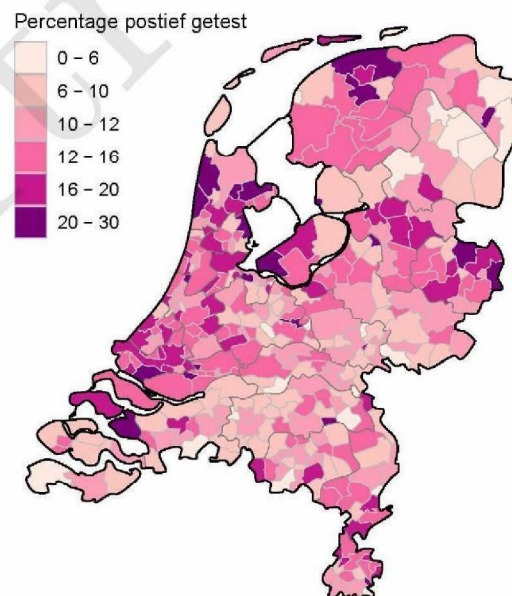 Percentage postief getest
0 – 6
6 – 10
10 – 12
12 – 16
16 – 20
20 – 30